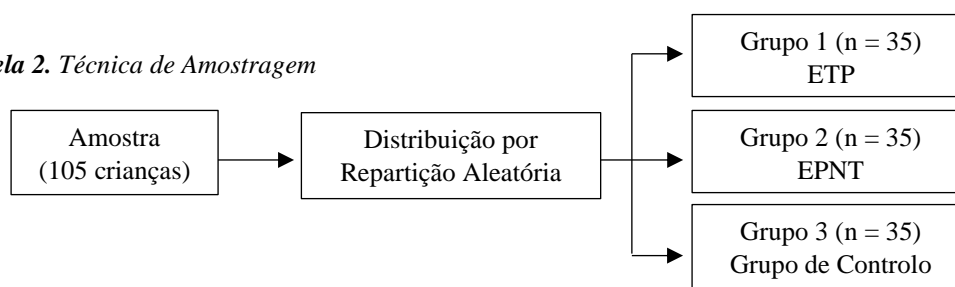 ela 2. Técnica de Amostragem
Amostra
(105 crianças)
Distribuição por
Repartição Aleatória
Grupo 1 (n = 35)
ETP
Grupo 2 (n = 35)
EPNT
Grupo 3 (n = 35)
Grupo de Controlo